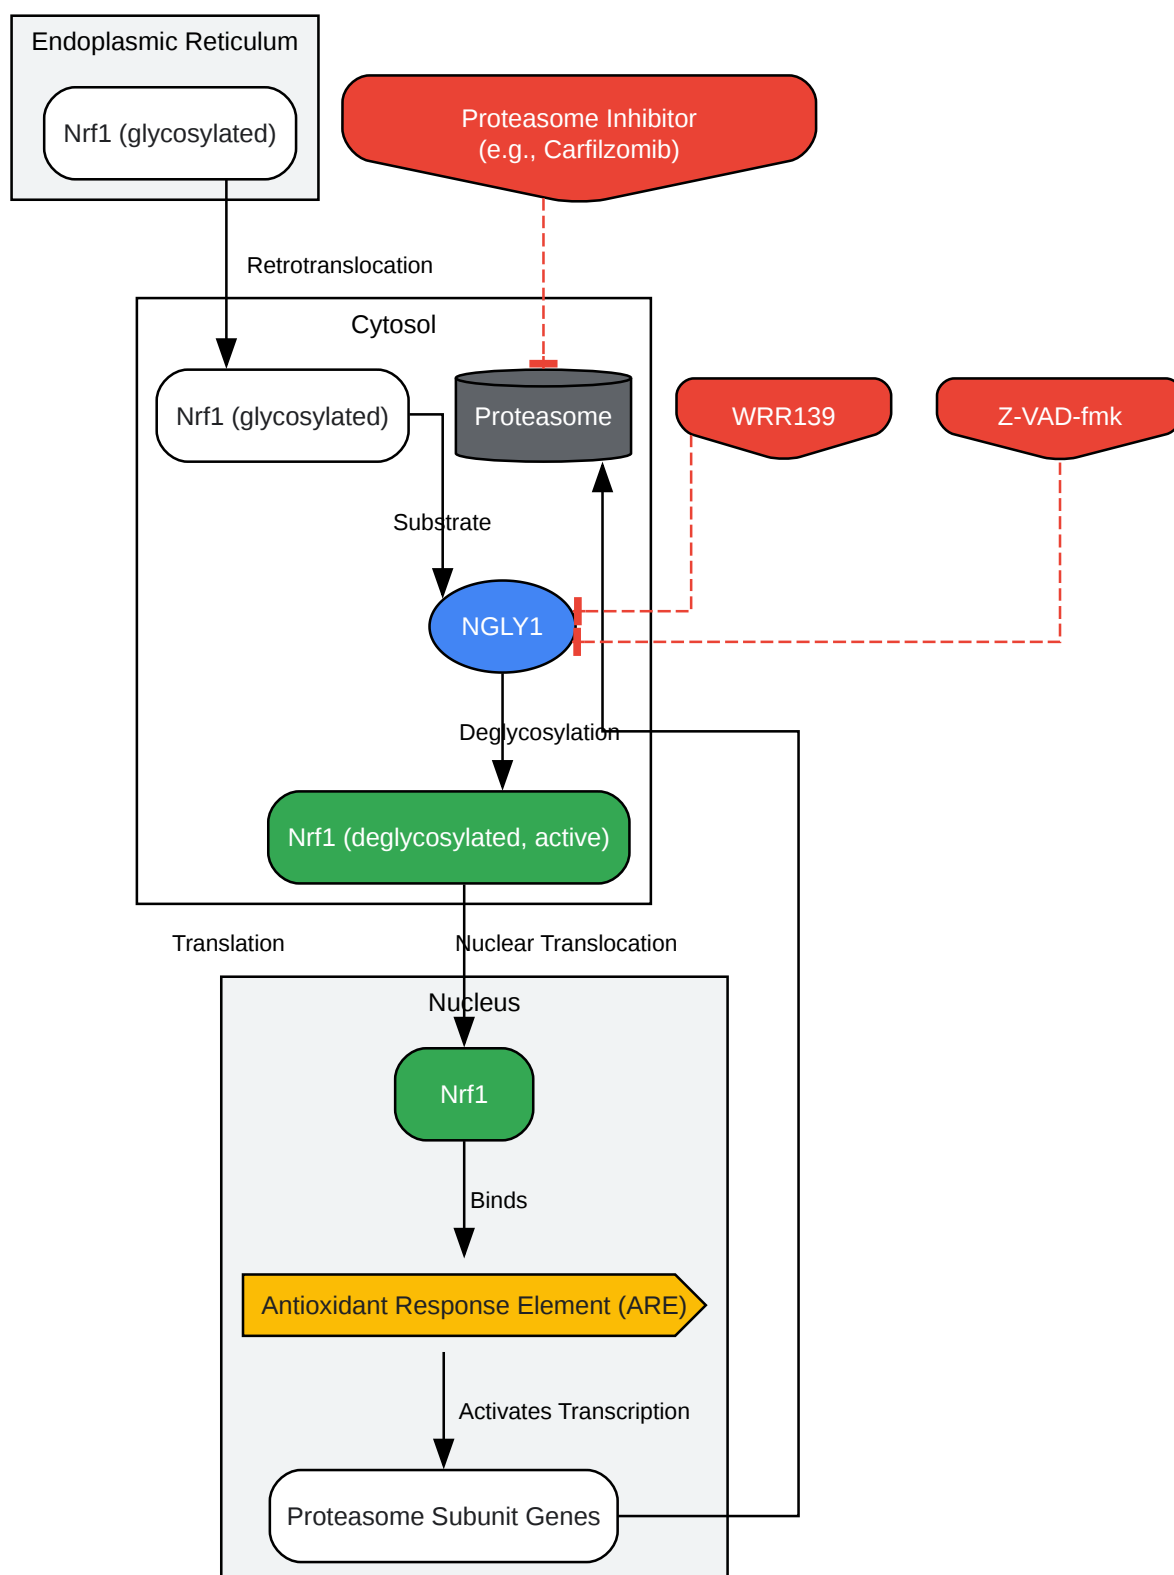 Endoplasmic Reticulum
Nrf1 (glycosylated)
Proteasome Inhibitor
(e.g., Carfilzomib)
Retrotranslocation
Cytosol
Nrf1 (glycosylated)
Proteasome
WRR139
Z-VAD-fmk
Substrate
NGLY1
Deglycosylation
Nrf1 (deglycosylated, active)
Translation
Nuclear Translocation
Nucleus
Nrf1
Binds
Antioxidant Response Element (ARE)
Activates Transcription
Proteasome Subunit Genes